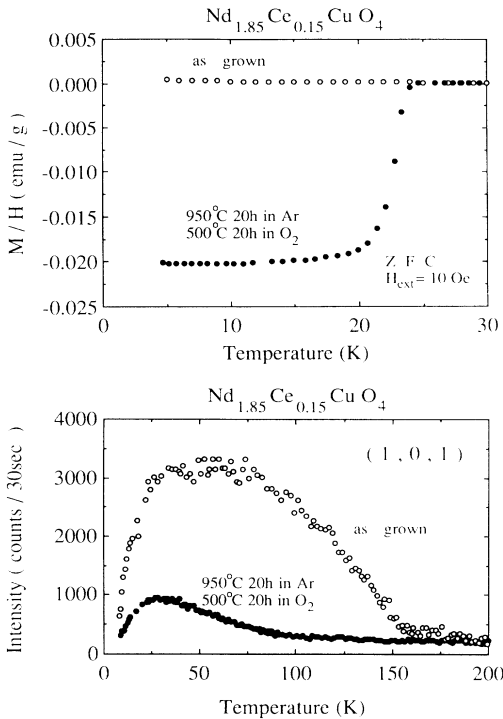 Nd1.85Ce0.15CuO4
0.005
0.000
-0.005
-0.010
-0.015
-0.020
-0.025
M / H ( emu / g )
as grown
950°C 20h in Ar
500°C 20h in O2
Z F C
Hext= 10 Oe
0 10 20 30
Temperature (K)
Nd1.85Ce0.15CuO4
4000
3000
2000
1000
0
Intensity ( counts / 30sec )
( 1 , 0 , 1 )
as grown
950°C 20h in Ar
500°C 20h in O2
0 50 100 150 200
Temperature (K)